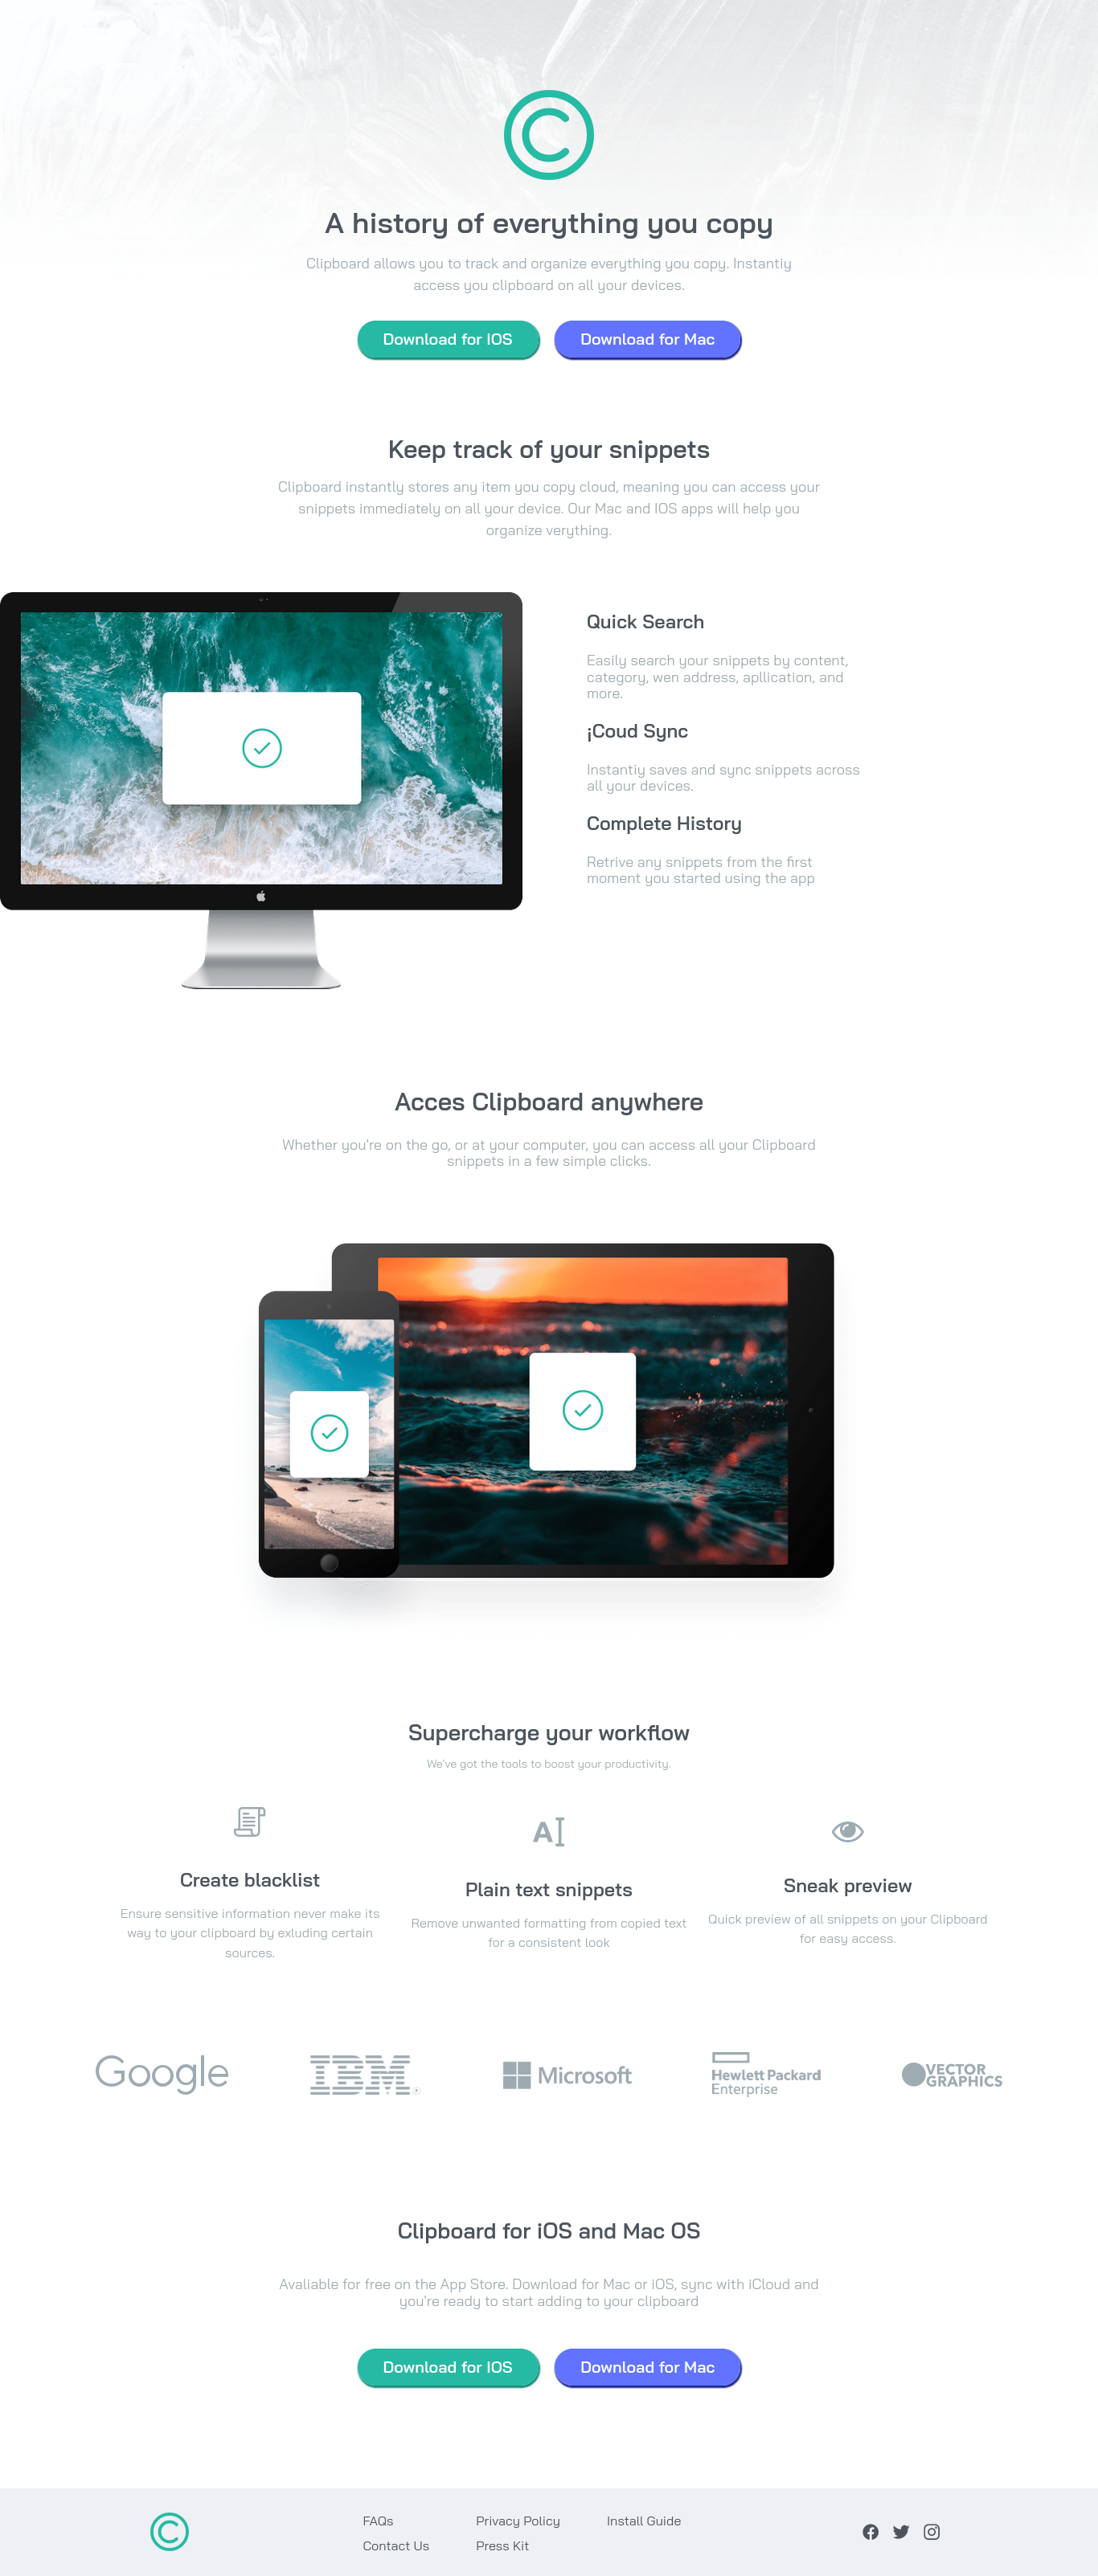 A history of everything you copy
Clipboard allows you to track and organize everything you copy. Instantiy
access you clipboard on all your devices.
Download for IOS
Download for Mac
Keep track of your snippets
Clipboard instantly stores any item you copy cloud, meaning you can access your
snippets immediately on all your device. Our Mac and IOS apps will help you
organize verything.
Quick Search
Easily search your snippets by content,
category, wen address, apllication, and
more.
¡Coud Sync
Instantiy saves and sync snippets across
all your devices.
Complete History
Retrive any snippets from the first
moment you started using the app
Acces Clipboard anywhere
Whether you're on the go, or at your computer, you can access all your Clipboard
snippets in a few simple clicks.
Supercharge your workflow
We've got the tools to boost your productivity.
Create blacklist
Ensure sensitive information never make its
way to your clipboard by exluding certain
sources.
Plain text snippets
Remove unwanted formatting from copied text
for a consistent look
Sneak preview
Quick preview of all snippets on your Clipboard
for easy access.
Google
IBM
Microsoft
Hewlett Packard
Enterprise
VECTOR
GRAPHICS
Clipboard for iOS and Mac OS
Avaliable for free on the App Store. Download for Mac or iOS, sync with iCloud and
you're ready to start adding to your clipboard
Download for IOS
Download for Mac
FAQs
Contact Us
Privacy Policy
Press Kit
Install Guide